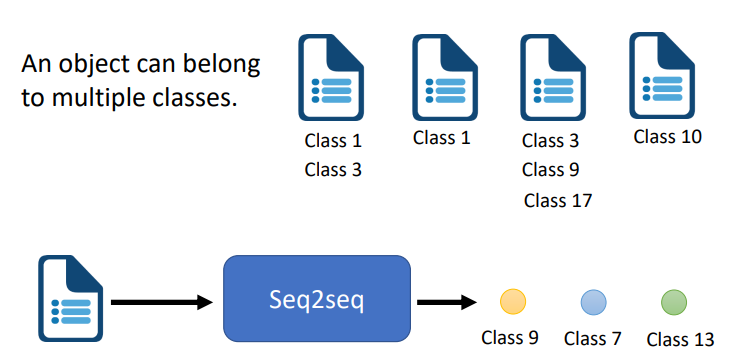 An object can belong
to multiple classes.
Class 1
Class 3
Class 1
Class 3
Class 9
Class 17
Class 10
Seq2seq
Class 9
Class 7
Class 13